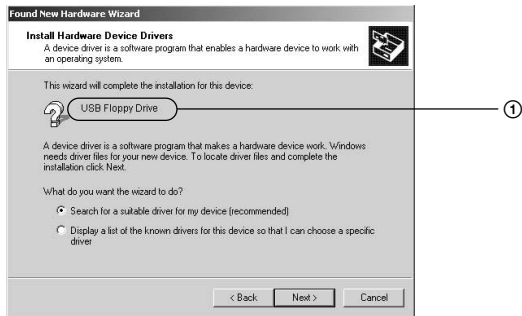 Found New Hardware Wizard
Install Hardware Device Drivers
A device driver is a software program that enables a hardware device to work with
an operating system.
This wizard will complete the installation for this device:
USB Floppy Drive
①
A device driver is a software program that makes a hardware device work. Windows
needs driver files for your new device. To locate driver files and complete the
installation click Next.
What do you want the wizard to do?
Search for a suitable driver for my device (recommended)
Display a list of the known drivers for this device so that I can choose a specific
driver
< Back Next > Cancel